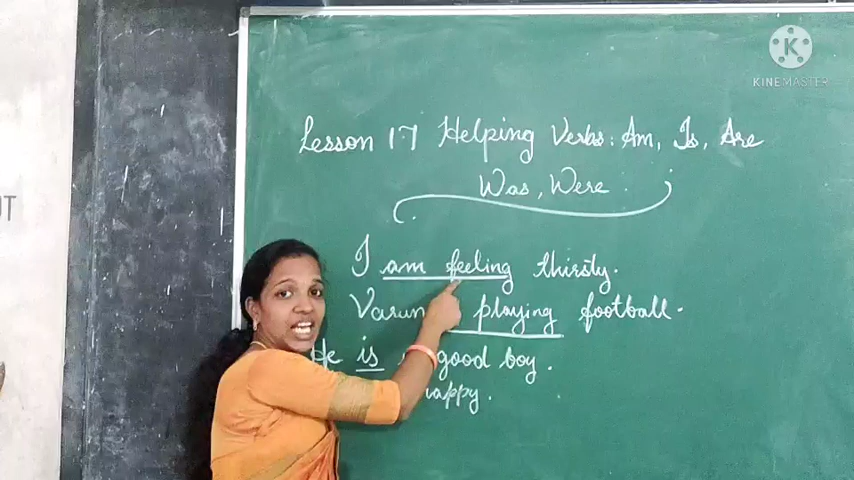 KINEMASTER
Lesson 17 Helping Verbs: Am, Is, Are
Was, Were.
I am feeling thirsty.
Varun playing football.
He is good boy.
happy.